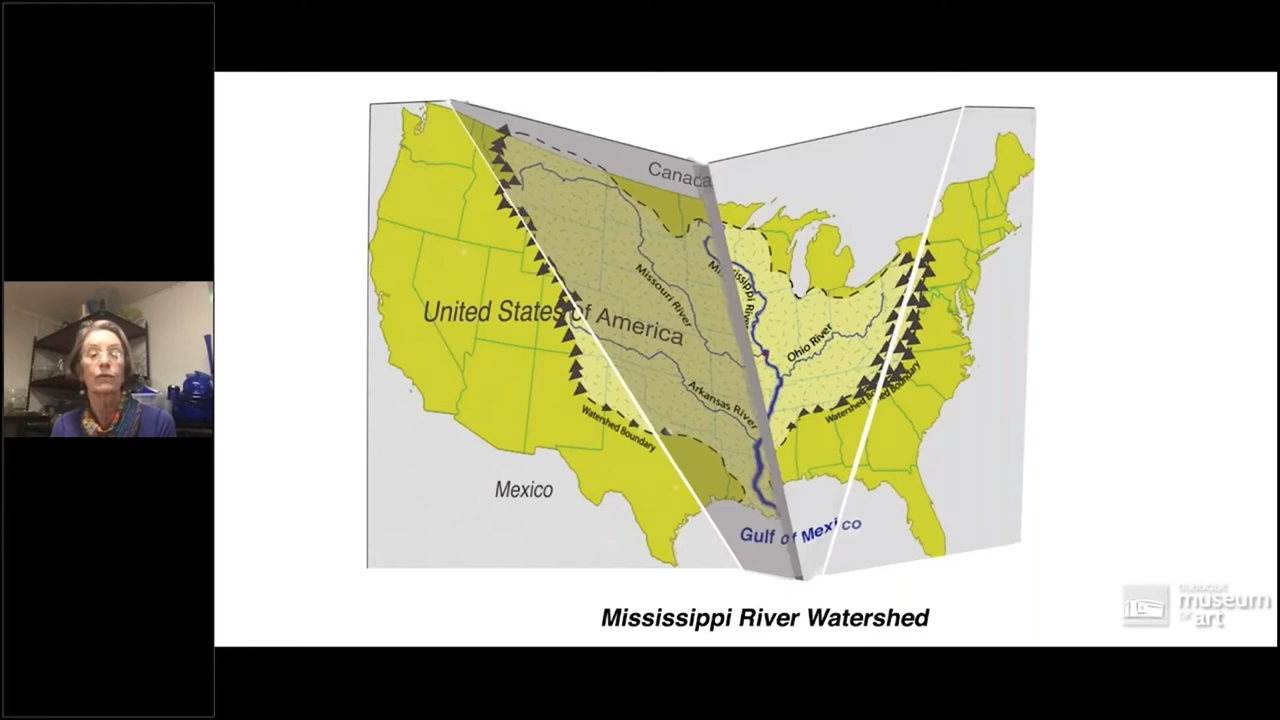 Canada
United States of America
Missouri River
Mississippi River
Ohio River
Arkansas River
Watershed Boundary
Watershed Boundary
Mexico
Gulf of Mexico
Mississippi River Watershed
museum
OF
art